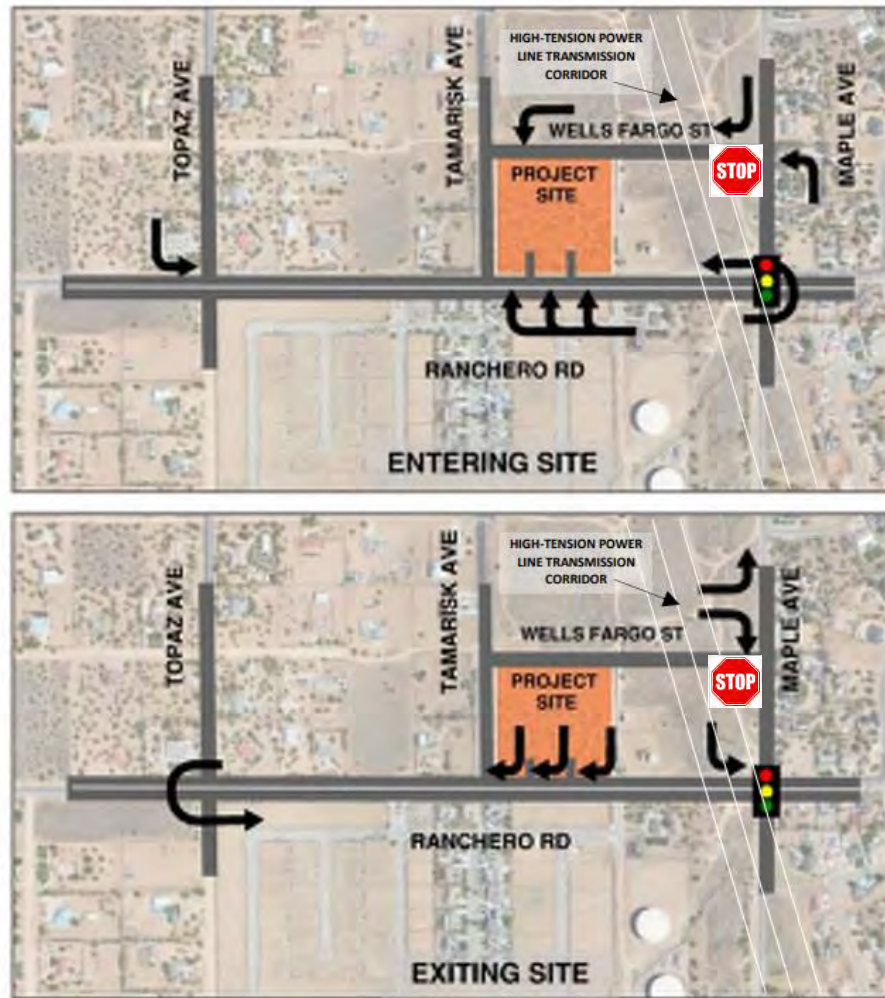 HIGH-TENSION POWER
LINE TRANSMISSION
CORRIDOR
TOPAZ AVE
TAMARISK AVE
MAPLE AVE
WELLS FARGO ST
STOP
PROJECT
SITE
RANCHERO RD
ENTERING SITE
HIGH-TENSION POWER
LINE TRANSMISSION
CORRIDOR
TOPAZ AVE
TAMARISK AVE
MAPLE AVE
WELLS FARGO ST
STOP
PROJECT
SITE
RANCHERO RD
EXITING SITE